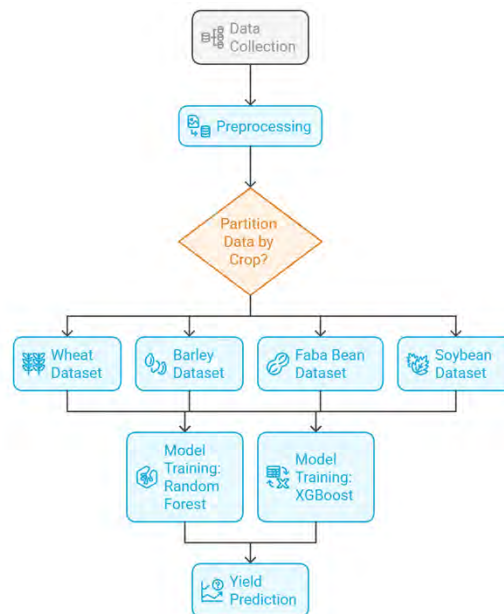 Data
Collection
Preprocessing
Partition
Data by
Crop?
Wheat
Dataset
Barley
Dataset
Faba Bean
Dataset
Soybean
Dataset
Model
Training:
Random
Forest
Model
Training:
XGBoost
Yield
Prediction